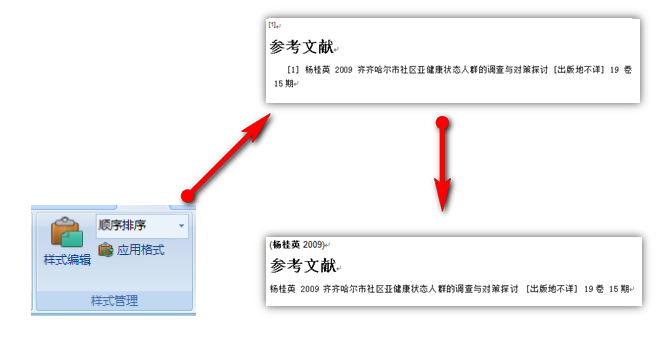 [1]
参考文献
[1] 杨桂英 2009 齐齐哈尔市社区亚健康状态人群的调查与对策探讨 [出版地不详] 19 卷
15 期
顺序排序
样式编辑
应用格式
样式管理
(杨桂英 2009)
参考文献
杨桂英 2009 齐齐哈尔市社区亚健康状态人群的调查与对策探讨 [出版地不详] 19 卷 15 期